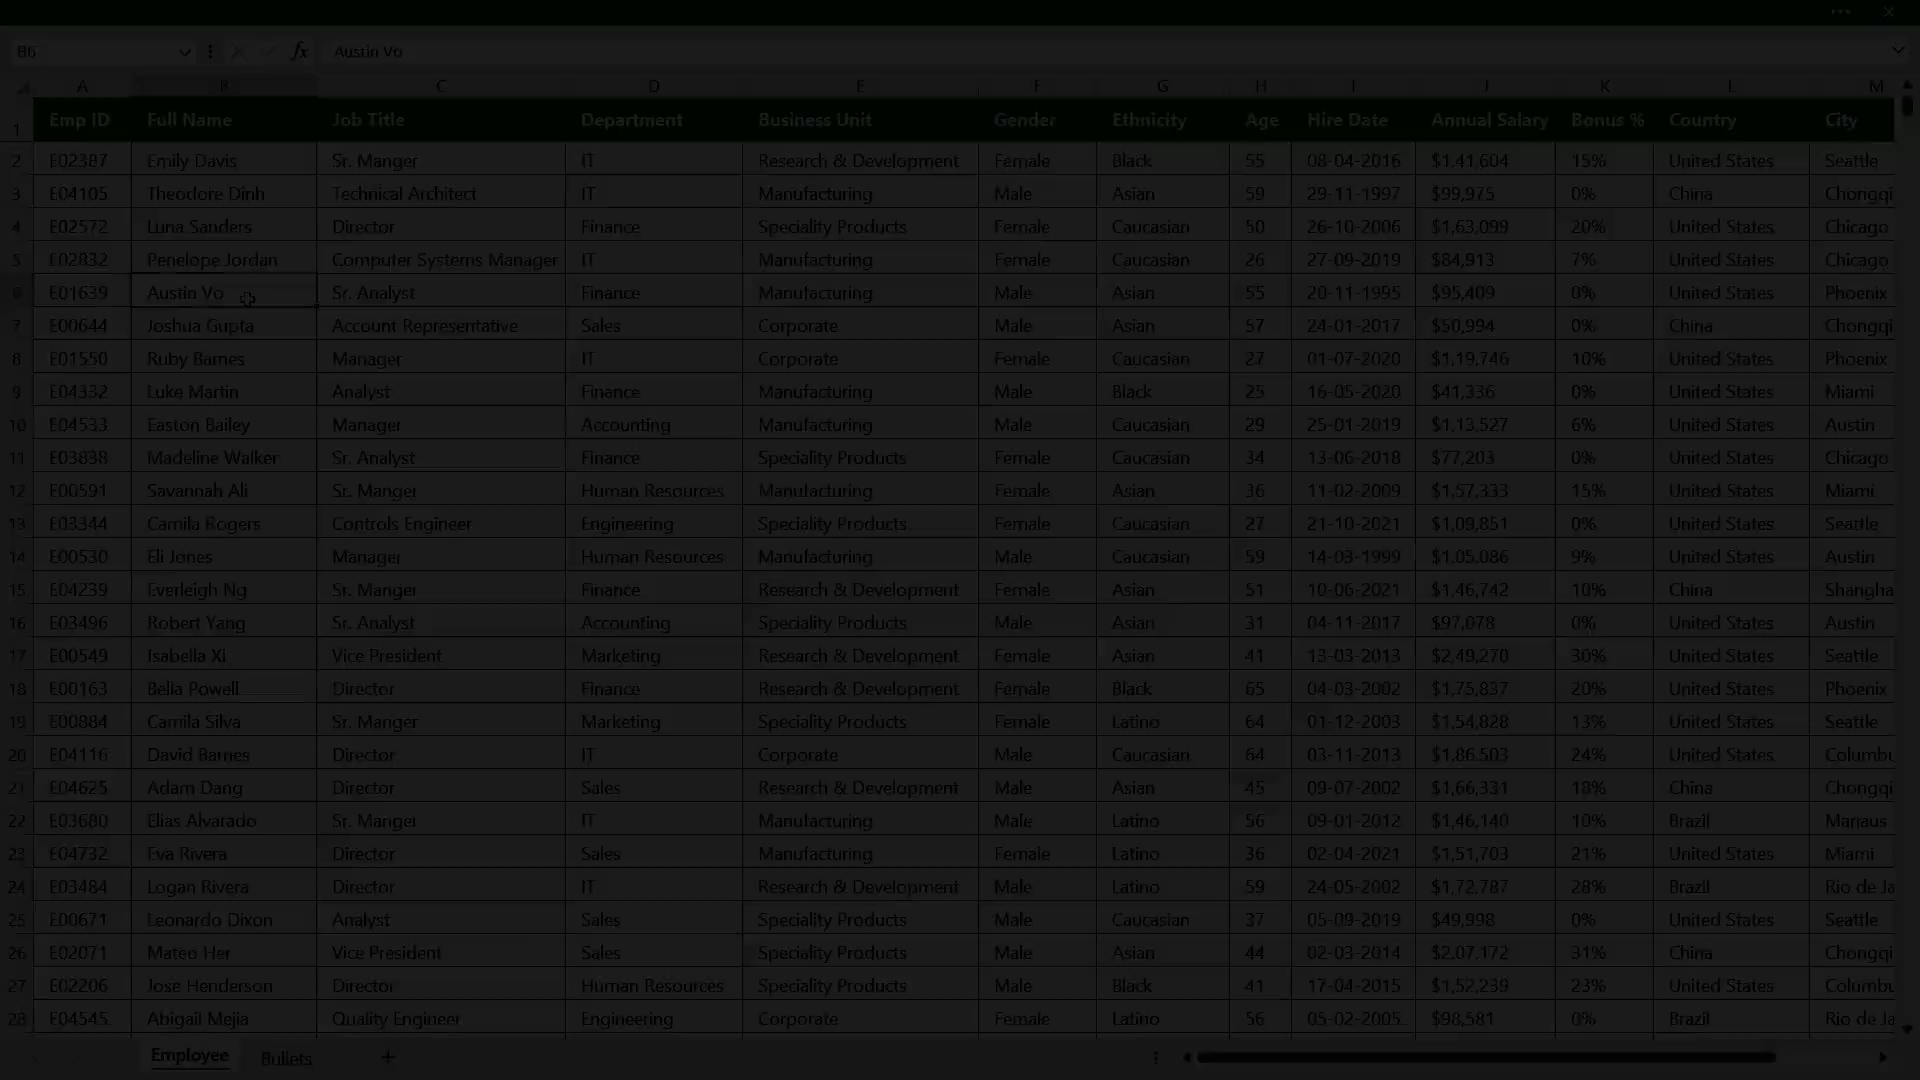 B6 fx Austin Vo
A B C D E F G H I J K L M
1 Emp ID Full Name Job Title Department Business Unit Gender Ethnicity Age Hire Date Annual Salary Bonus % Country City
2 E02387 Emily Davis Sr. Manger IT Research & Development Female Black 55 08-04-2016 $1,41,604 15% United States Seattle
3 E04105 Theodore Dinh Technical Architect IT Manufacturing Male Asian 59 29-11-1997 $99,975 0% China Chongqi
4 E02572 Luna Sanders Director Finance Speciality Products Female Caucasian 50 26-10-2006 $1,63,099 20% United States Chicago
5 E02832 Penelope Jordan Computer Systems Manager IT Manufacturing Female Caucasian 26 27-09-2019 $84,913 7% United States Chicago
6 E01639 Austin Vo Sr. Analyst Finance Manufacturing Male Asian 55 20-11-1995 $95,409 0% United States Phoenix
7 E00644 Joshua Gupta Account Representative Sales Corporate Male Asian 57 24-01-2017 $50,994 0% China Chongqi
8 E01550 Ruby Barnes Manager IT Corporate Female Caucasian 27 01-07-2020 $1,19,746 10% United States Phoenix
9 E04332 Luke Martin Analyst Finance Manufacturing Male Black 25 16-05-2020 $41,336 0% United States Miami
10 E04533 Easton Bailey Manager Accounting Manufacturing Male Caucasian 29 25-01-2019 $1,13,527 6% United States Austin
11 E03838 Madeline Walker Sr. Analyst Finance Speciality Products Female Caucasian 34 13-06-2018 $77,203 0% United States Chicago
12 E00591 Savannah Ali Sr. Manger Human Resources Manufacturing Female Asian 36 11-02-2009 $1,57,333 15% United States Miami
13 E03344 Camila Rogers Controls Engineer Engineering Speciality Products Female Caucasian 27 21-10-2021 $1,09,851 0% United States Seattle
14 E00530 Eli Jones Manager Human Resources Manufacturing Male Caucasian 59 14-03-1999 $1,05,086 9% United States Austin
15 E04239 Everleigh Ng Sr. Manger Finance Research & Development Female Asian 51 10-06-2021 $1,46,742 10% China Shangha
16 E03496 Robert Yang Sr. Analyst Accounting Speciality Products Male Asian 31 04-11-2017 $97,078 0% United States Austin
17 E00549 Isabella Xi Vice President Marketing Research & Development Female Asian 41 13-03-2013 $2,49,270 30% United States Seattle
18 E00163 Bella Powell Director Finance Research & Development Female Black 65 04-03-2002 $1,75,837 20% United States Phoenix
19 E00884 Camila Silva Sr. Manger Marketing Speciality Products Female Latino 64 01-12-2003 $1,54,828 13% United States Seattle
20 E04116 David Barnes Director IT Corporate Male Caucasian 64 03-11-2013 $1,86,503 24% United States Columbu
21 E04625 Adam Dang Director Sales Research & Development Male Asian 45 09-07-2002 $1,66,331 18% China Chongqi
22 E03680 Elias Alvarado Sr. Manger IT Manufacturing Male Latino 56 09-01-2012 $1,46,140 10% Brazil Manaus
23 E04732 Eva Rivera Director Sales Manufacturing Female Latino 36 02-04-2021 $1,51,703 21% United States Miami
24 E03484 Logan Rivera Director IT Research & Development Male Latino 59 24-05-2002 $1,72,787 28% Brazil Rio de Ja
25 E00671 Leonardo Dixon Analyst Sales Speciality Products Male Caucasian 37 05-09-2019 $49,998 0% United States Seattle
26 E02071 Mateo Her Vice President Sales Speciality Products Male Asian 44 02-03-2014 $2,07,172 31% China Chongqi
27 E02206 Jose Henderson Director Human Resources Speciality Products Male Black 41 17-04-2015 $1,52,239 23% United States Columbu
28 E04545 Abigail Mejia Quality Engineer Engineering Corporate Female Latino 56 05-02-2005 $98,581 0% Brazil Rio de Ja
Employee Bullets +